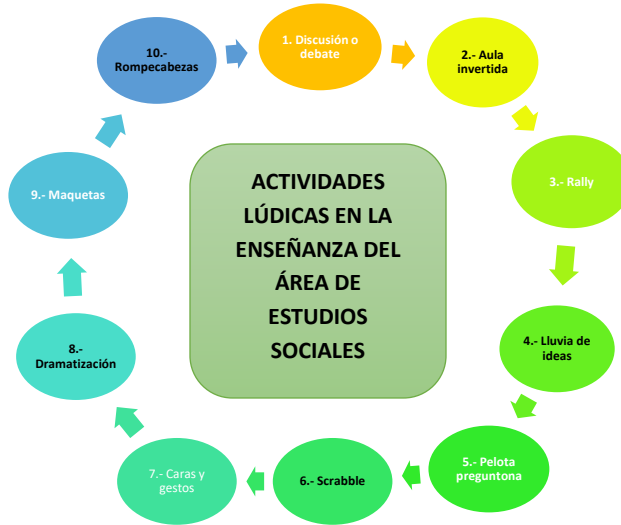 1. Discusión o
debate
2.- Aula
invertida
3.- Rally
4.- Lluvia de
ideas
5.- Pelota
preguntona
6.- Scrabble
7.- Caras y
gestos
8.-
Dramatización
9.- Maquetas
10.-
Rompecabezas
ACTIVIDADES
LÚDICAS EN LA
ENSEÑANZA DEL
ÁREA DE
ESTUDIOS
SOCIALES